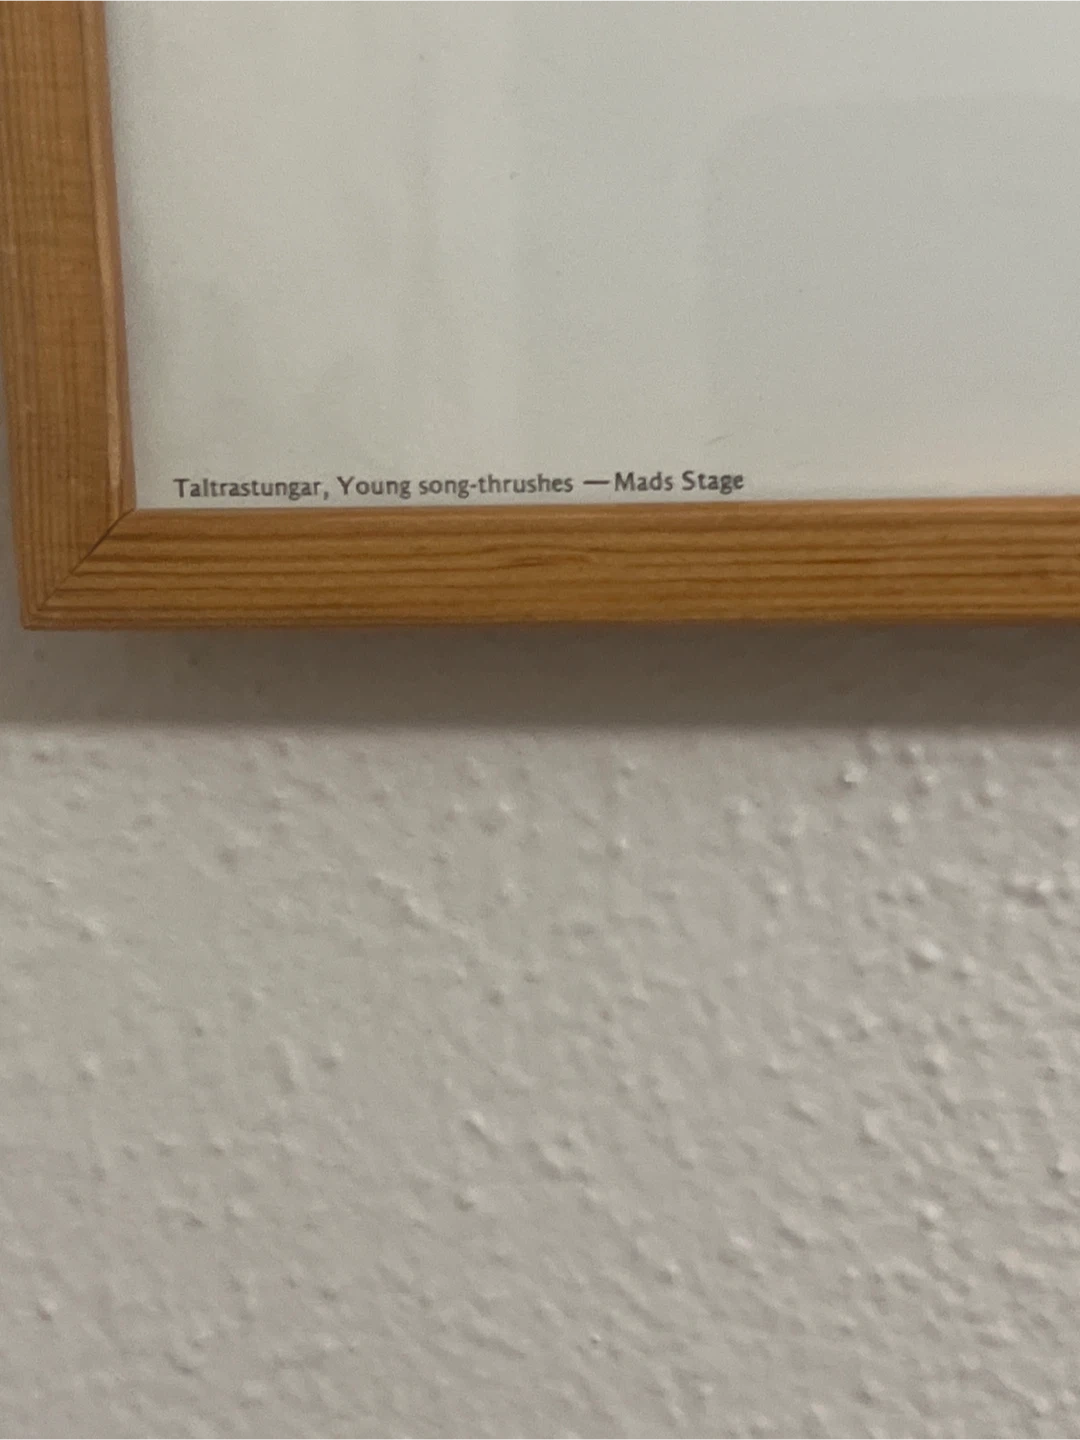 Taltrastungar, Young song-thrushes — Mads Stage